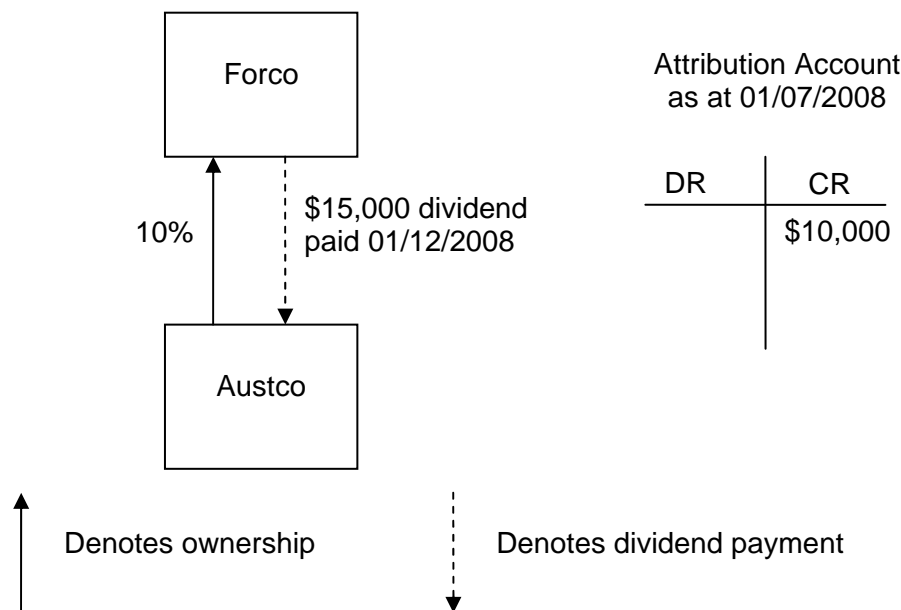 Forco
Attribution Account
as at 01/07/2008
DR
CR
$10,000
10%
$15,000 dividend
paid 01/12/2008
Austco
Denotes ownership
Denotes dividend payment